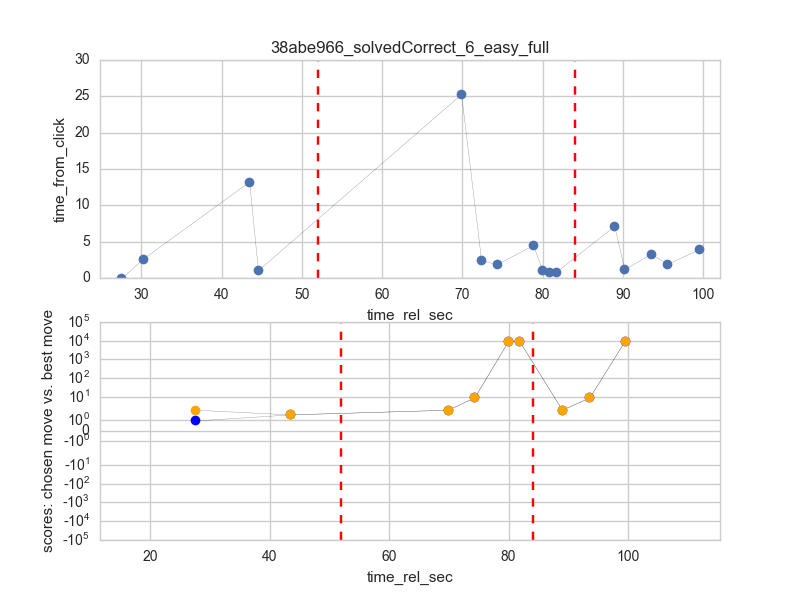 38abe966_solvedCorrect_6_easy_full
time_from_click
30
25
20
15
10
5
0
30 40 50 60 70 80 90 100
time_rel_sec
scores: chosen move vs. best move
10^5
10^4
10^3
10^2
10^1
10^0
0
-10^0
-10^1
-10^2
-10^3
-10^4
-10^5
20 40 60 80 100
time_rel_sec